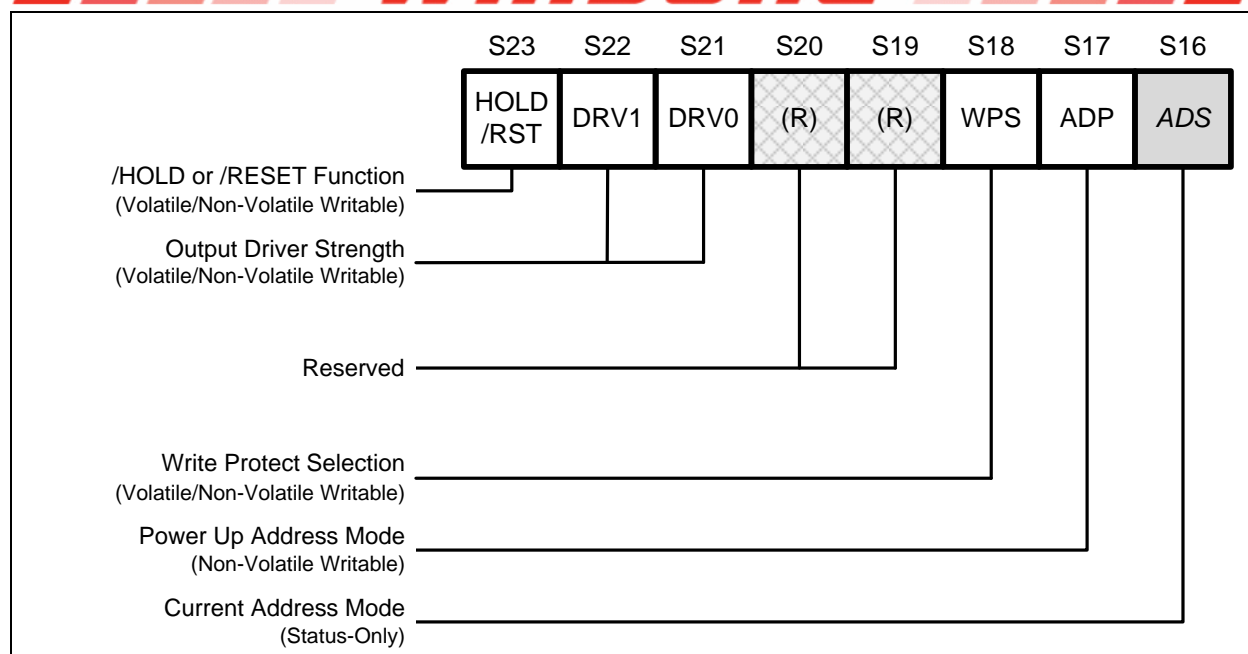 S23 S22 S21 S20 S19 S18 S17 S16
HOLD
/RST
DRV1 DRV0 (R) (R) WPS ADP ADS
/HOLD or /RESET Function
(Volatile/Non-Volatile Writable)
Output Driver Strength
(Volatile/Non-Volatile Writable)
Reserved
Write Protect Selection
(Volatile/Non-Volatile Writable)
Power Up Address Mode
(Non-Volatile Writable)
Current Address Mode
(Status-Only)